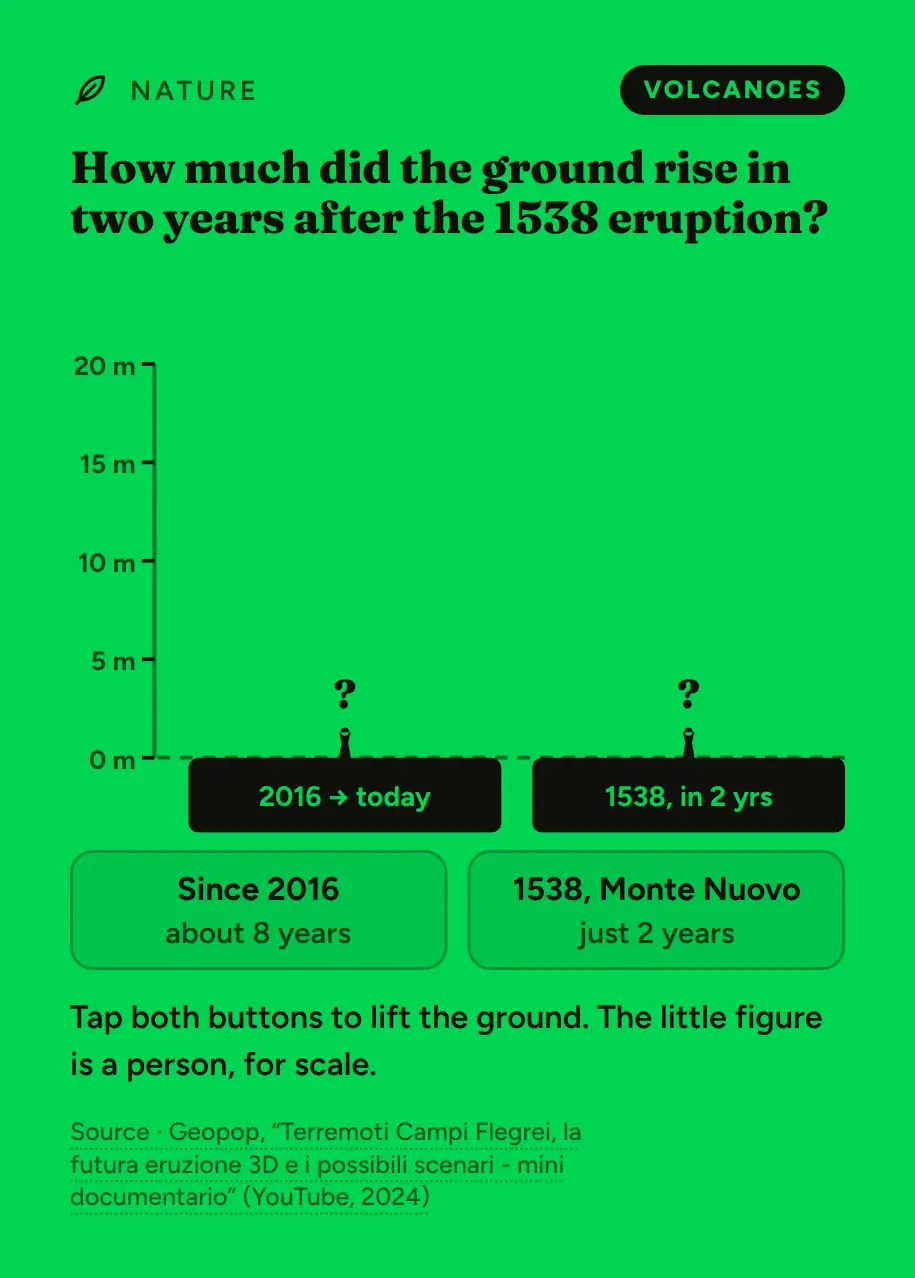 NATURE
VOLCANOES
How much did the ground rise in
two years after the 1538 eruption?
20 m
15 m
10 m
5 m
0 m
?
?
2016 → today
1538, in 2 yrs
Since 2016
about 8 years
1538, Monte Nuovo
just 2 years
Tap both buttons to lift the ground. The little figure
is a person, for scale.
Source · Geopop, “Terremoti Campi Flegrei, la
futura eruzione 3D e i possibili scenari - mini
documentario” (YouTube, 2024)